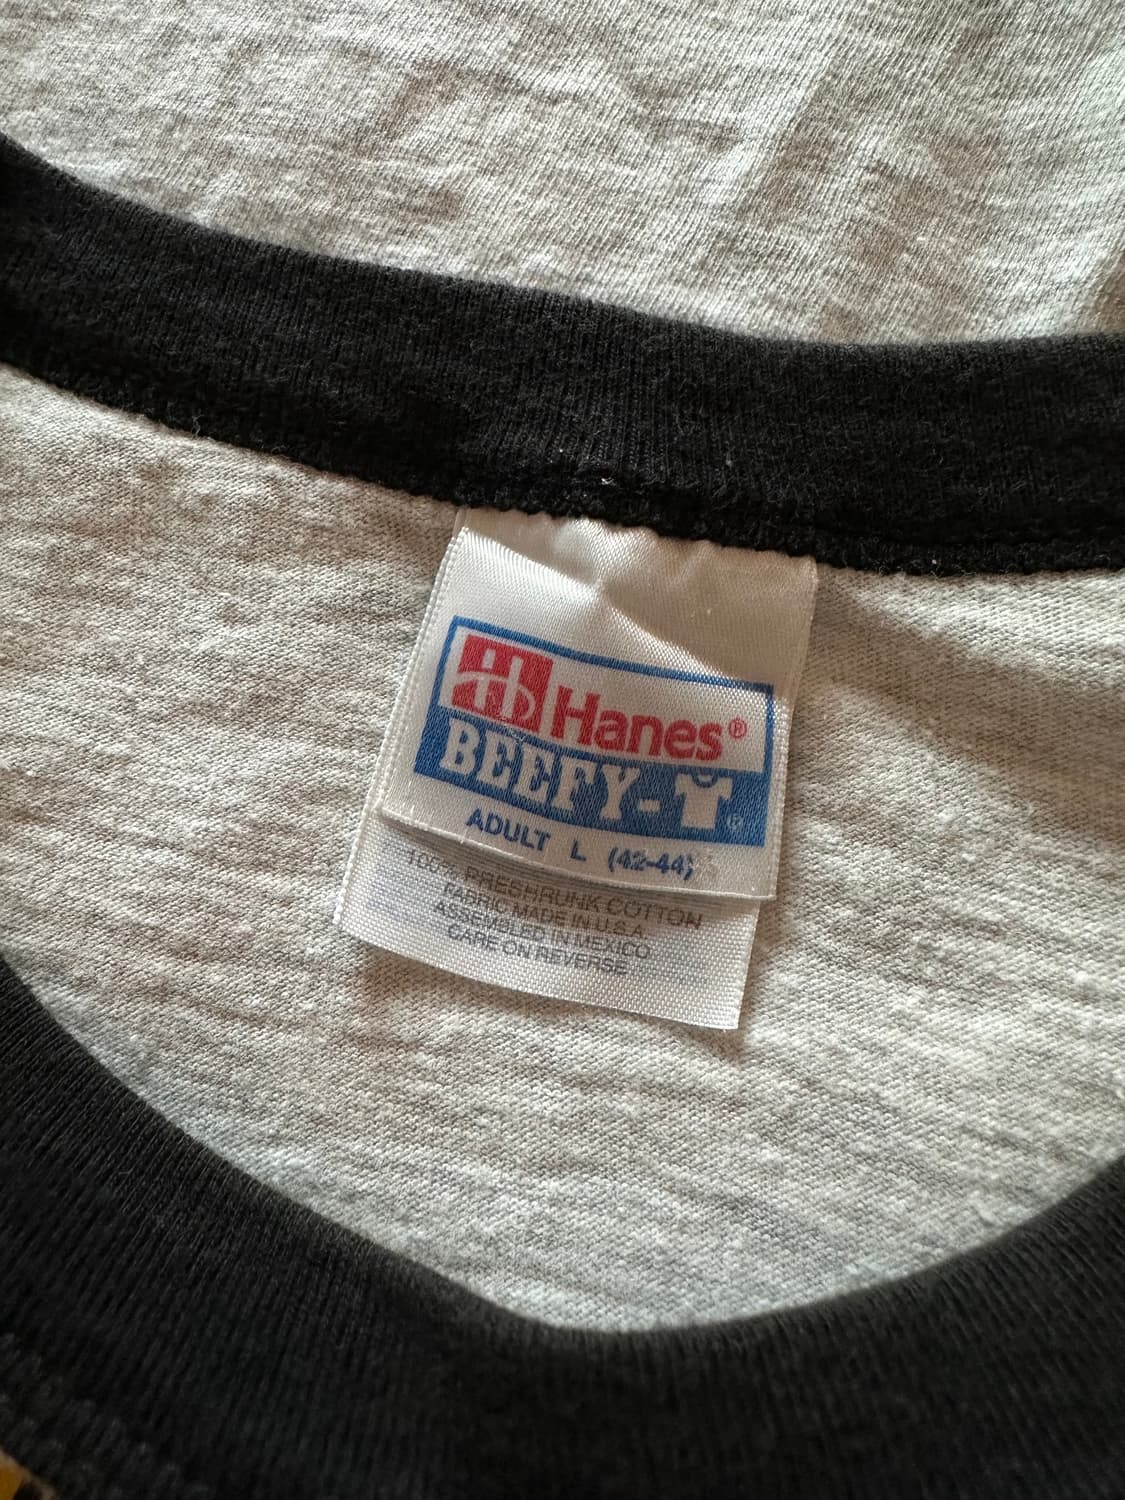 Hanes®
BEEFY-T®
ADULT L (42-44)
100% PRESHRUNK COTTON
FABRIC MADE IN U.S.A.
ASSEMBLED IN MEXICO
CARE ON REVERSE